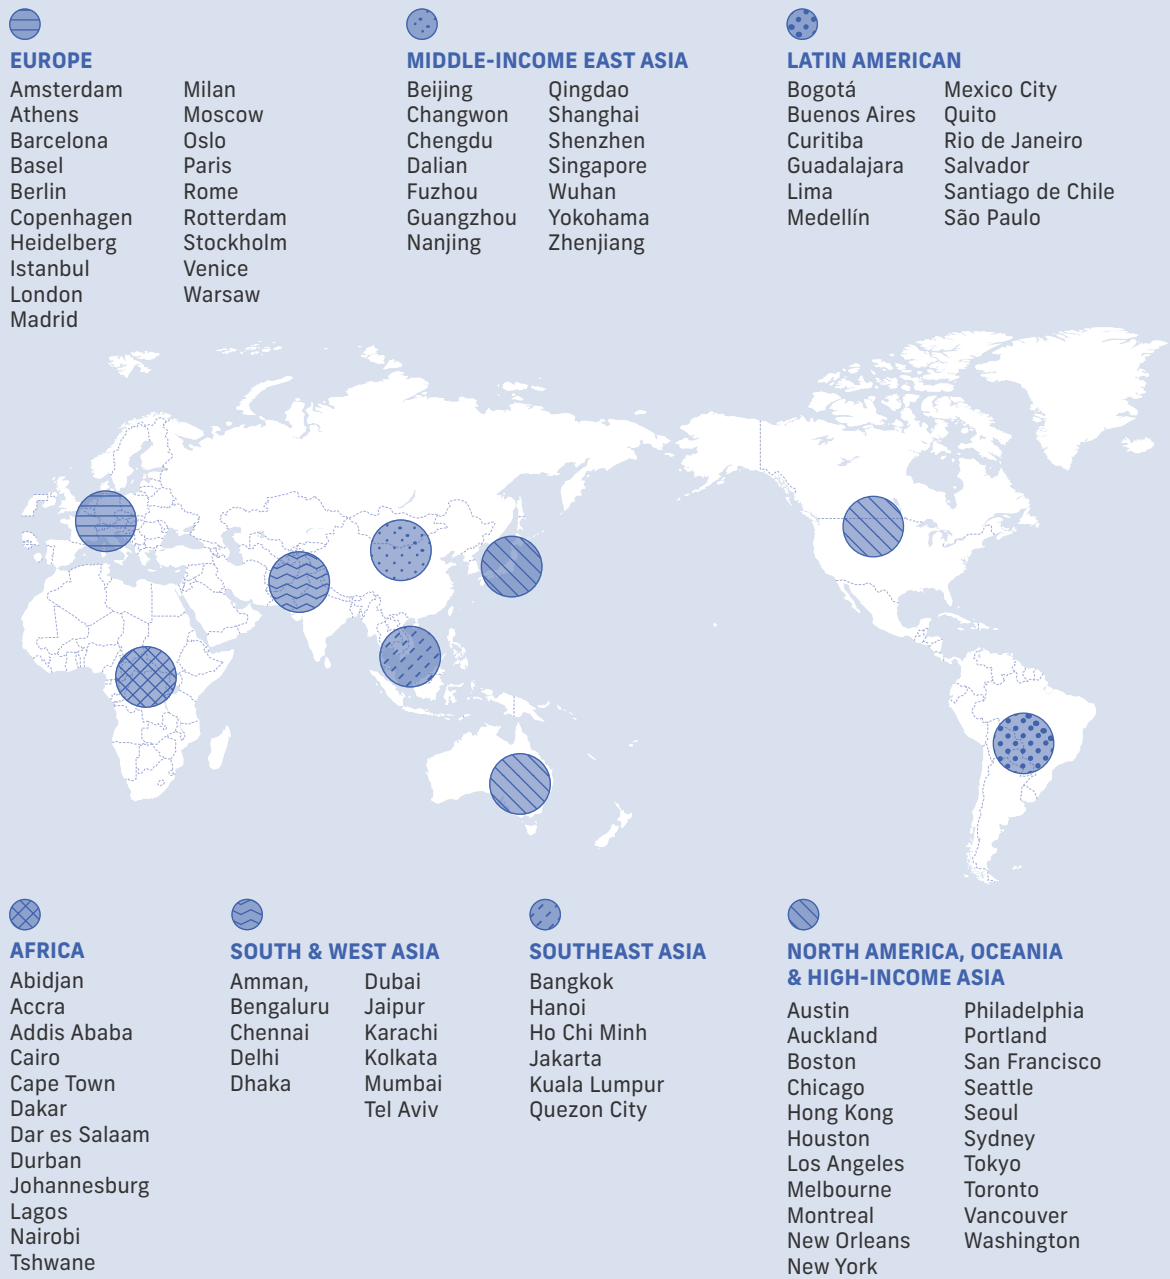 EUROPE
Amsterdam
Athens
Barcelona
Basel
Berlin
Copenhagen
Heidelberg
Istanbul
London
Madrid
Milan
Moscow
Oslo
Paris
Rome
Rotterdam
Stockholm
Venice
Warsaw
MIDDLE-INCOME EAST ASIA
Beijing
Changwon
Chengdu
Dalian
Fuzhou
Guangzhou
Nanjing
Qingdao
Shanghai
Shenzhen
Singapore
Wuhan
Yokohama
Zhenjiang
LATIN AMERICAN
Bogotá
Buenos Aires
Curitiba
Guadalajara
Lima
Medellín
Mexico City
Quito
Rio de Janeiro
Salvador
Santiago de Chile
São Paulo
AFRICA
Abidjan
Accra
Addis Ababa
Cairo
Cape Town
Dakar
Dar es Salaam
Durban
Johannesburg
Lagos
Nairobi
Tshwane
SOUTH & WEST ASIA
Amman,
Bengaluru
Chennai
Delhi
Dhaka
Dubai
Jaipur
Karachi
Kolkata
Mumbai
Tel Aviv
SOUTHEAST ASIA
Bangkok
Hanoi
Ho Chi Minh
Jakarta
Kuala Lumpur
Quezon City
NORTH AMERICA, OCEANIA
& HIGH-INCOME ASIA
Austin
Auckland
Boston
Chicago
Hong Kong
Houston
Los Angeles
Melbourne
Montreal
New Orleans
New York
Philadelphia
Portland
San Francisco
Seattle
Seoul
Sydney
Tokyo
Toronto
Vancouver
Washington